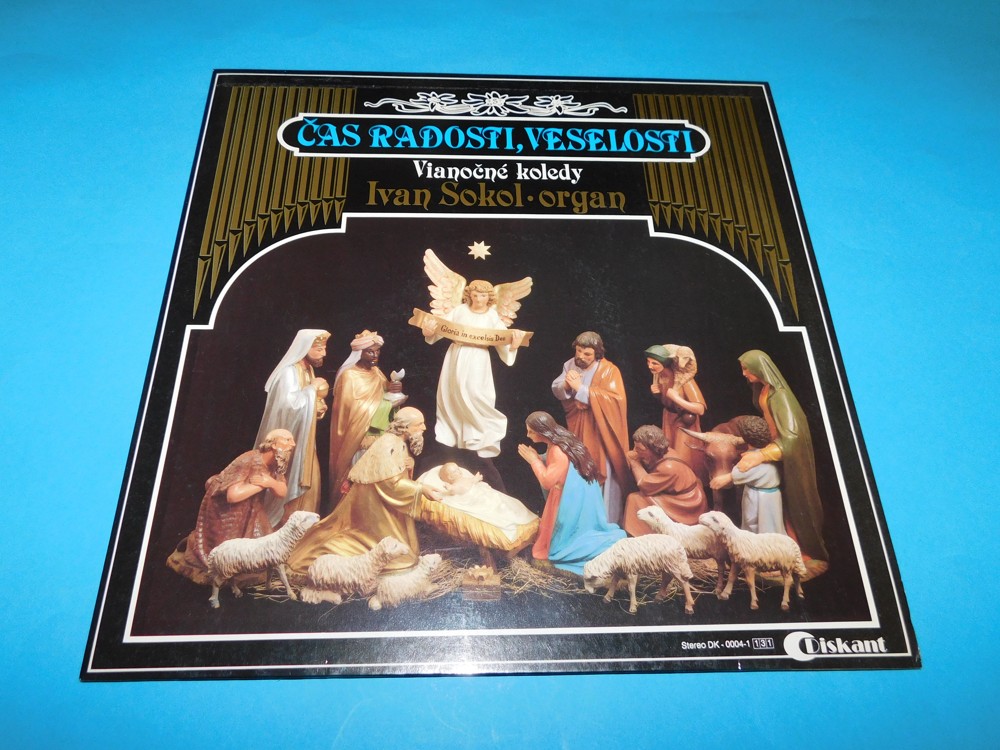 ČAS RADOSTI, VESELOSTI
Vianočné koledy
Ivan Sokol · organ
Gloria in excelsis Deo
Stereo DK - 0004-1 131
Diskant